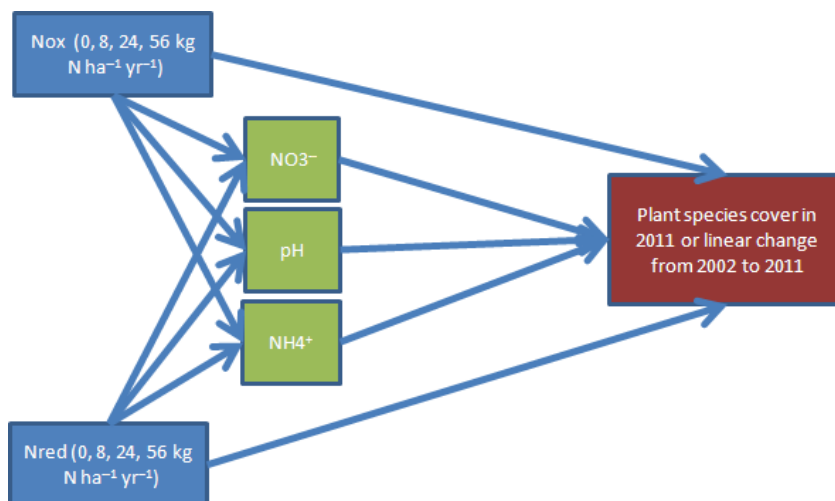 Nox (0, 8, 24, 56 kg
N ha⁻¹ yr⁻¹)
NO3⁻
pH
NH4⁺
Plant species cover in
2011 or linear change
from 2002 to 2011
Nred (0, 8, 24, 56 kg
N ha⁻¹ yr⁻¹)